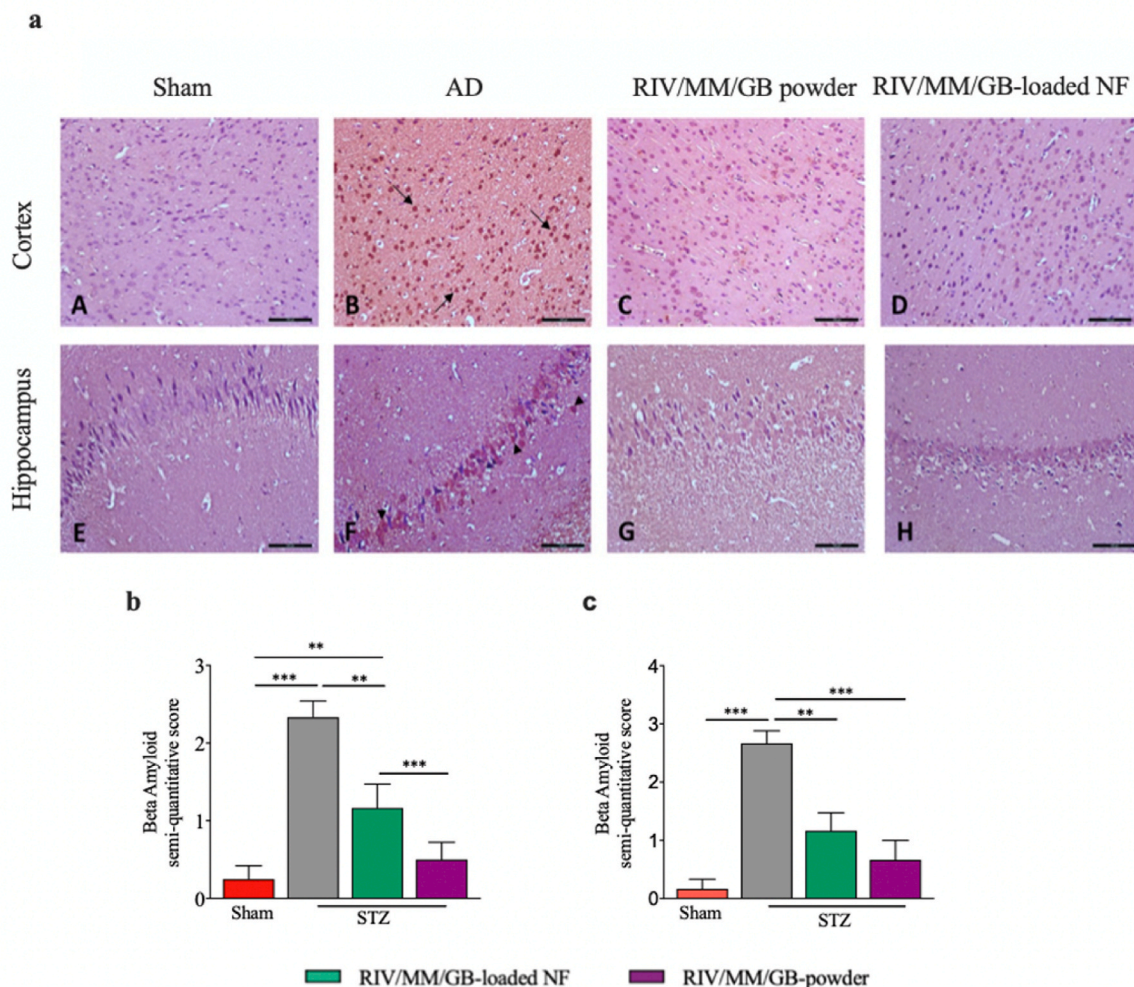 a
Sham AD RIV/MM/GB powder RIV/MM/GB-loaded NF
Cortex
A B C D
Hippocampus
E F G H
b
Beta Amyloid
semi-quantitative score
3
2
1
0
**
*** **
***
Sham
STZ
c
Beta Amyloid
semi-quantitative score
4
3
2
1
0
***
*** **
Sham
STZ
RIV/MM/GB-loaded NF RIV/MM/GB-powder